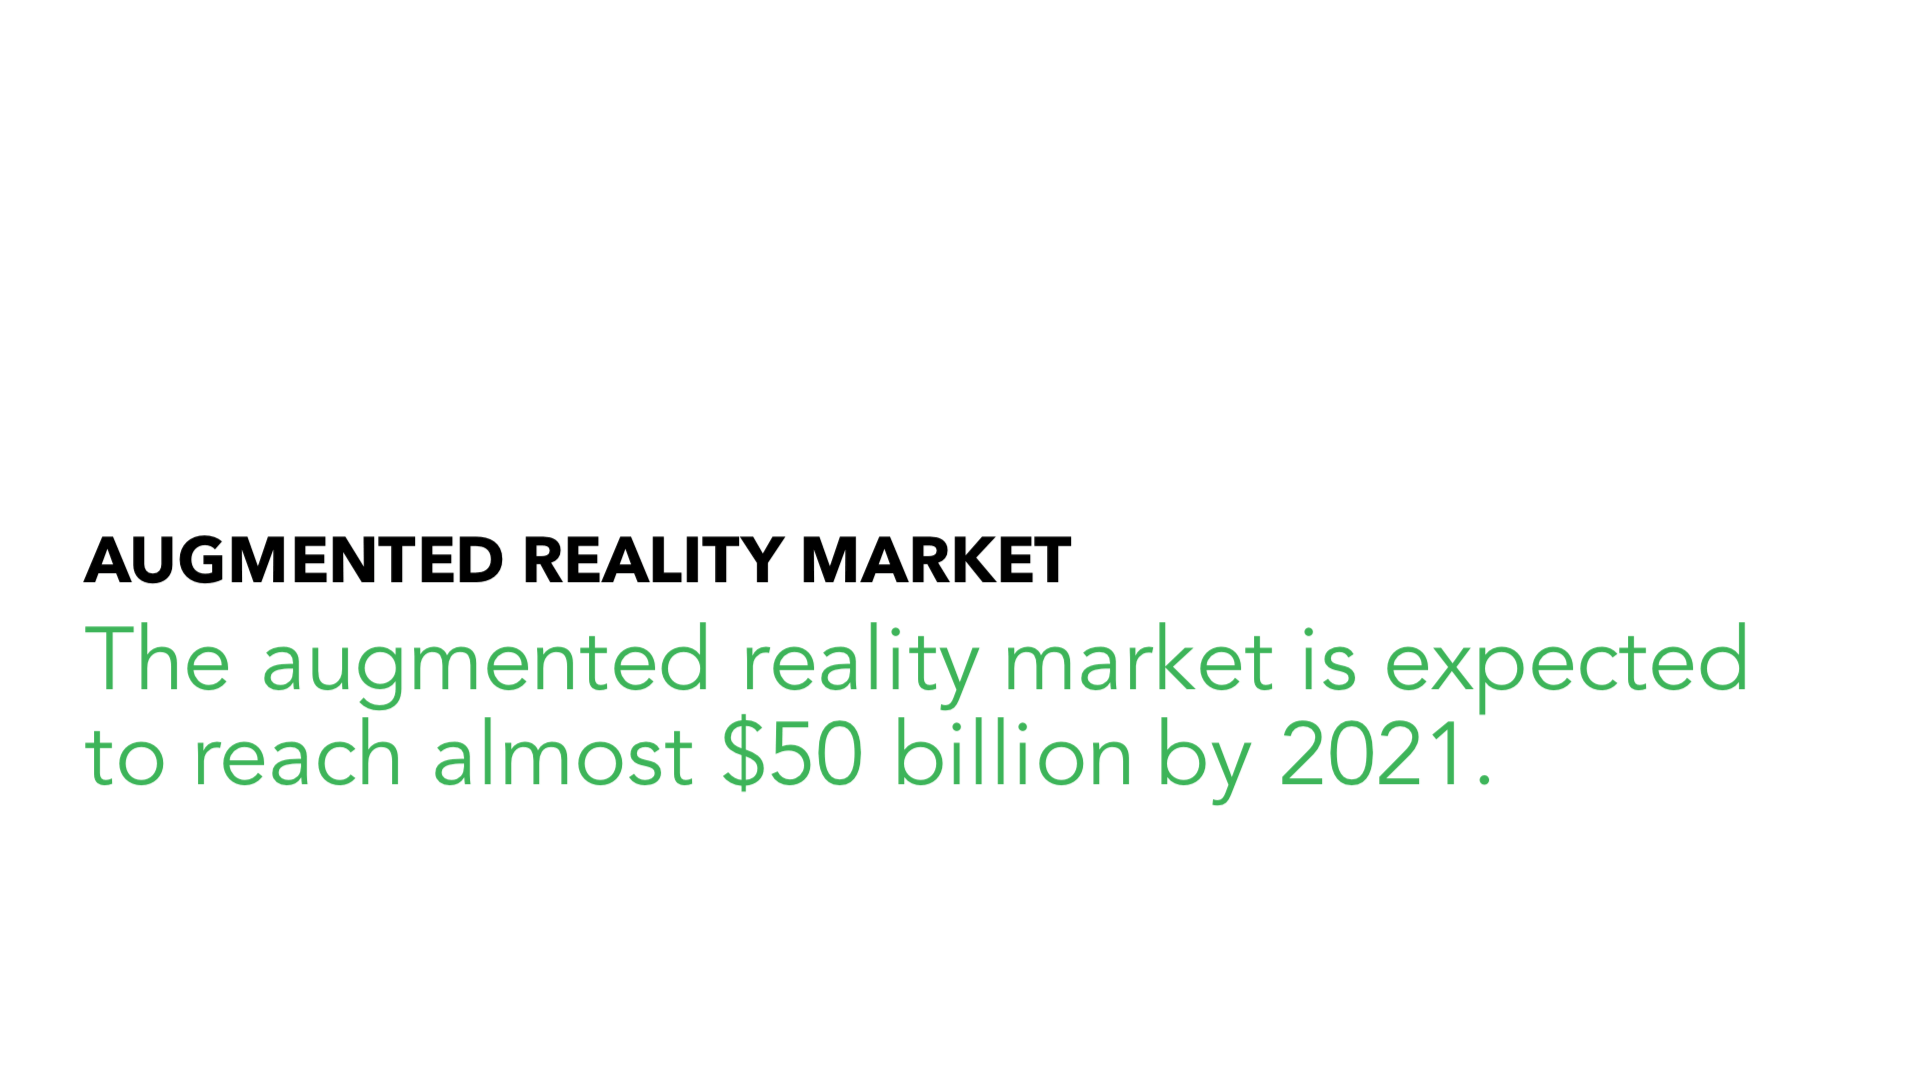 AUGMENTED REALITY MARKET
The augmented reality market is expected
to reach almost $50 billion by 2021.